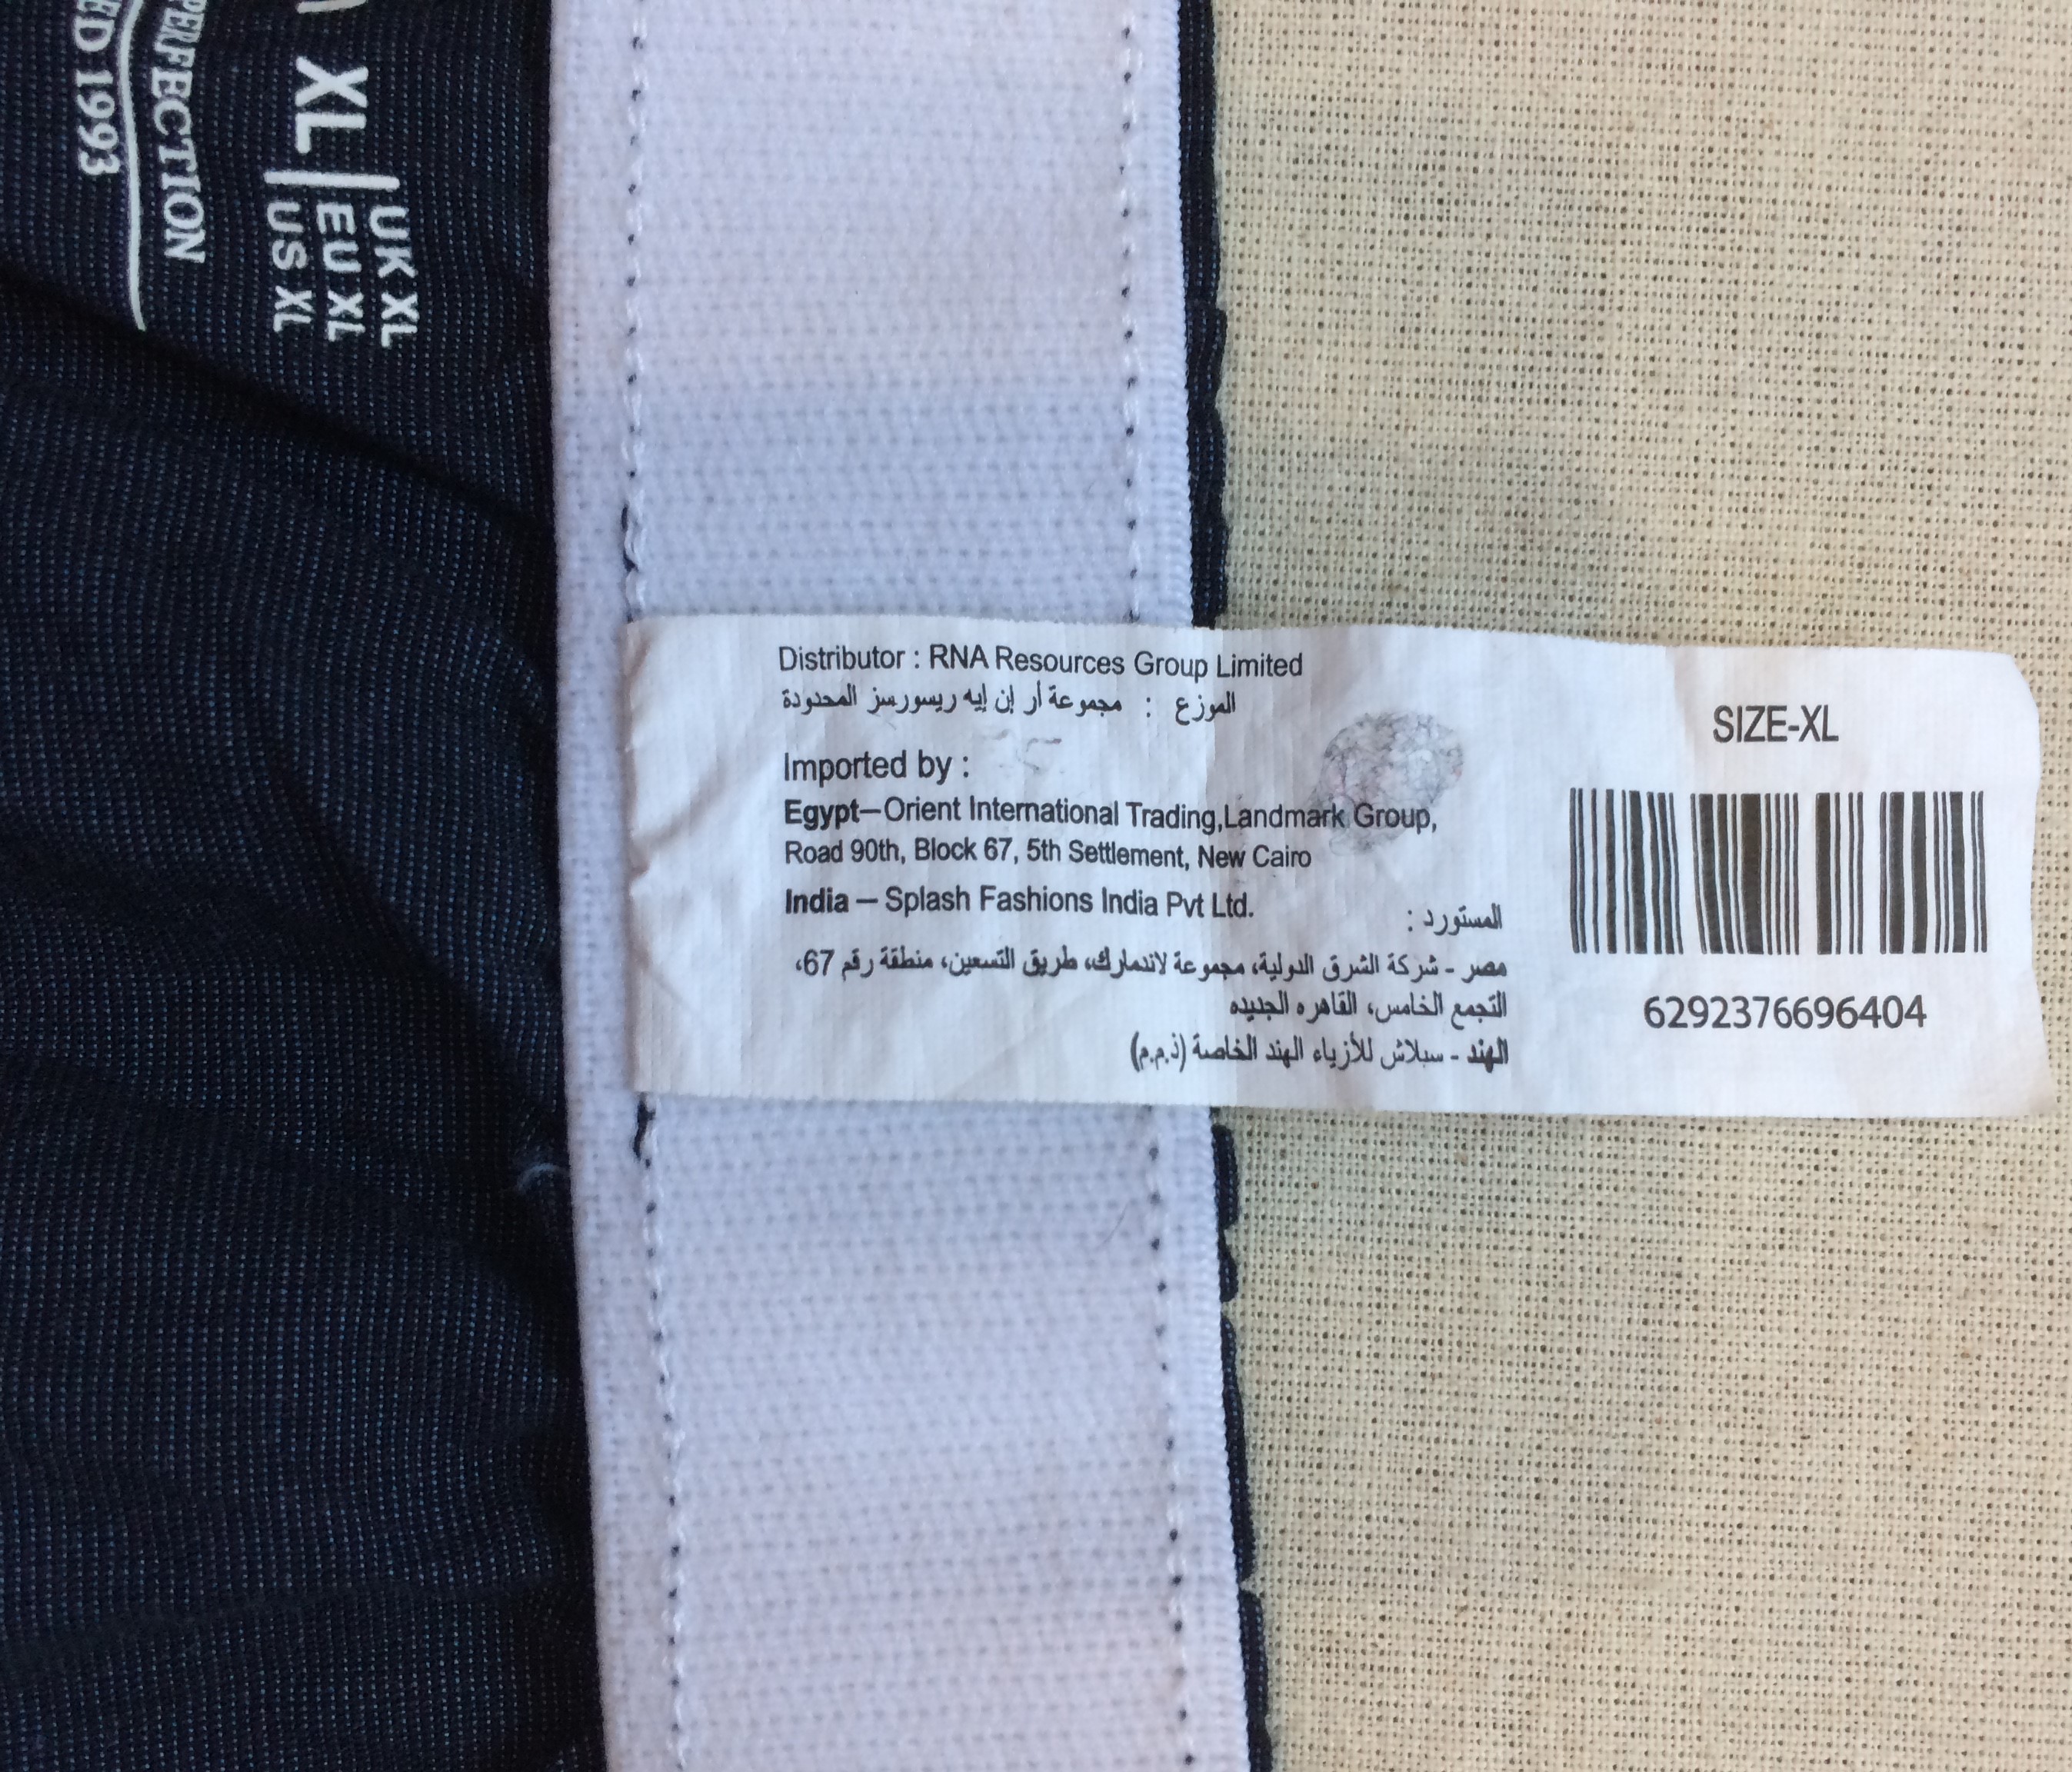 PERFECTION
1993
XL
UK XL
EU XL
US XL
Distributor : RNA Resources Group Limited
الموزع : مجموعة أر إن إيه ريسورسز المحدودة
Imported by :
Egypt–Orient International Trading,Landmark Group,
Road 90th, Block 67, 5th Settlement, New Cairo
India – Splash Fashions India Pvt Ltd.
المستورد :
مصر - شركة الشرق الدولية، مجموعة لاندمارك، طريق التسعين، منطقة رقم 67،
التجمع الخامس، القاهره الجديده
الهند - سبلاش للأزياء الهند الخاصة (ذ.م.م)
SIZE-XL
6292376696404